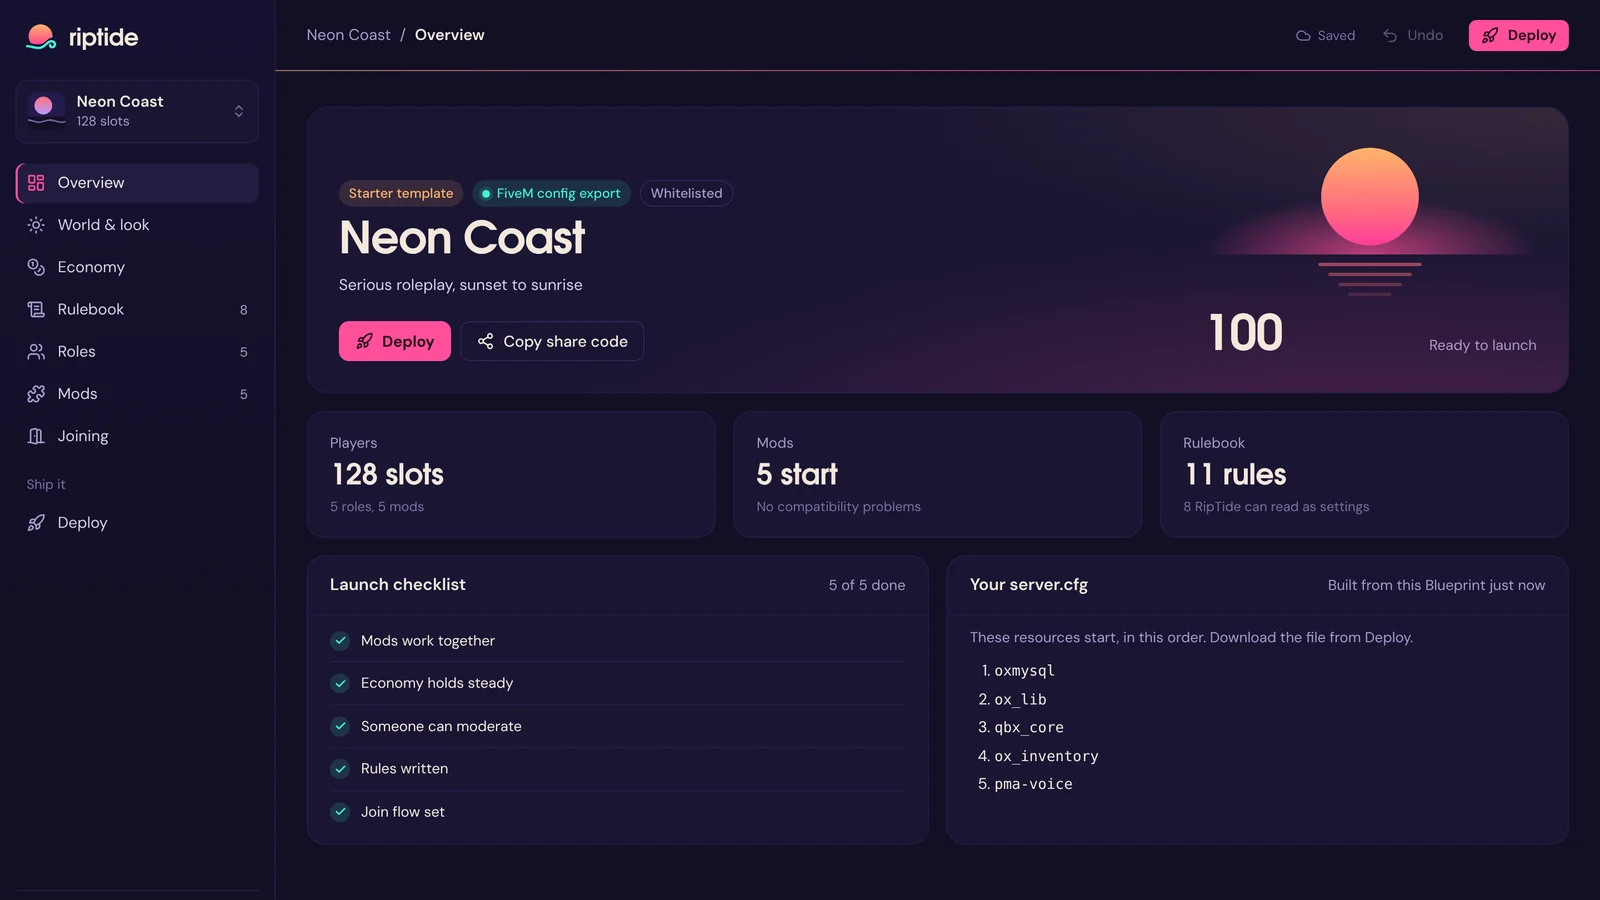 riptide
Neon Coast
128 slots
Overview
World & look
Economy
Rulebook 8
Roles 5
Mods 5
Joining
Ship it
Deploy
Neon Coast / Overview
Saved
Undo
Deploy
Starter template
FiveM config export
Whitelisted
Neon Coast
Serious roleplay, sunset to sunrise
Deploy
Copy share code
100
Ready to launch
Players
128 slots
5 roles, 5 mods
Mods
5 start
No compatibility problems
Rulebook
11 rules
8 RipTide can read as settings
Launch checklist
5 of 5 done
Mods work together
Economy holds steady
Someone can moderate
Rules written
Join flow set
Your server.cfg
Built from this Blueprint just now
These resources start, in this order. Download the file from Deploy.
1. oxmysql
2. ox_lib
3. qbx_core
4. ox_inventory
5. pma-voice